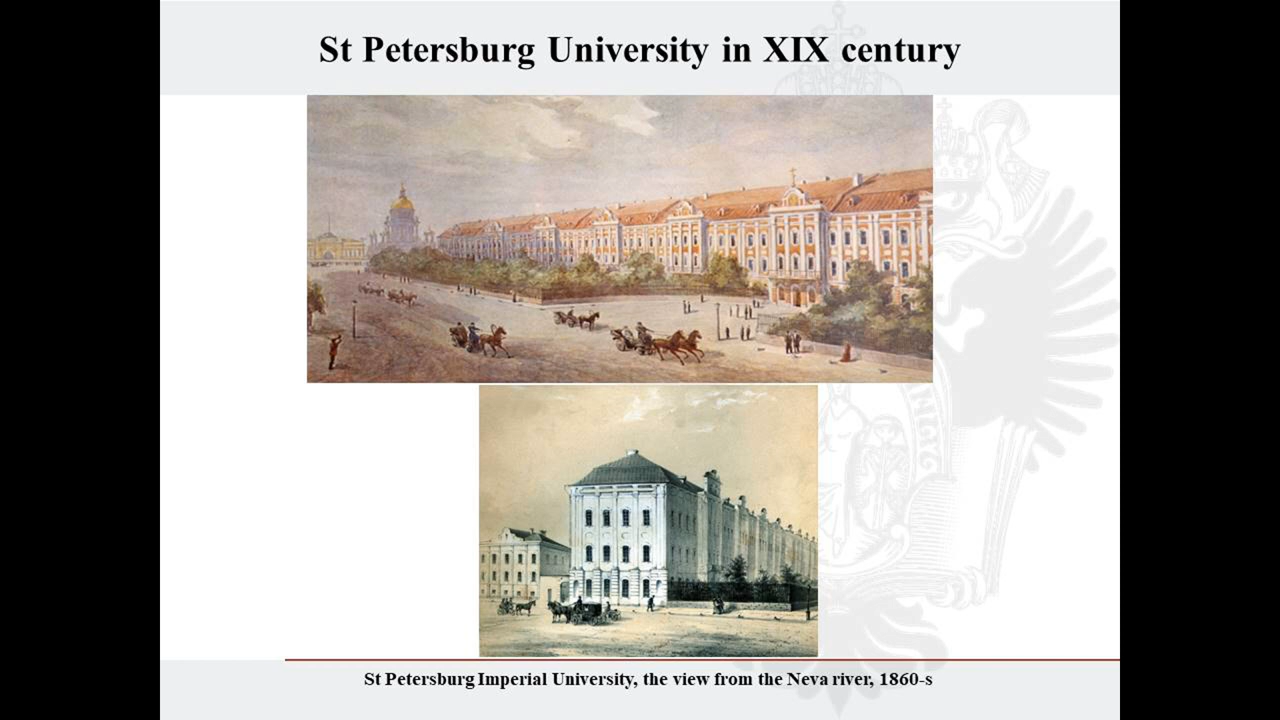 St Petersburg University in XIX century
St Petersburg Imperial University, the view from the Neva river, 1860-s